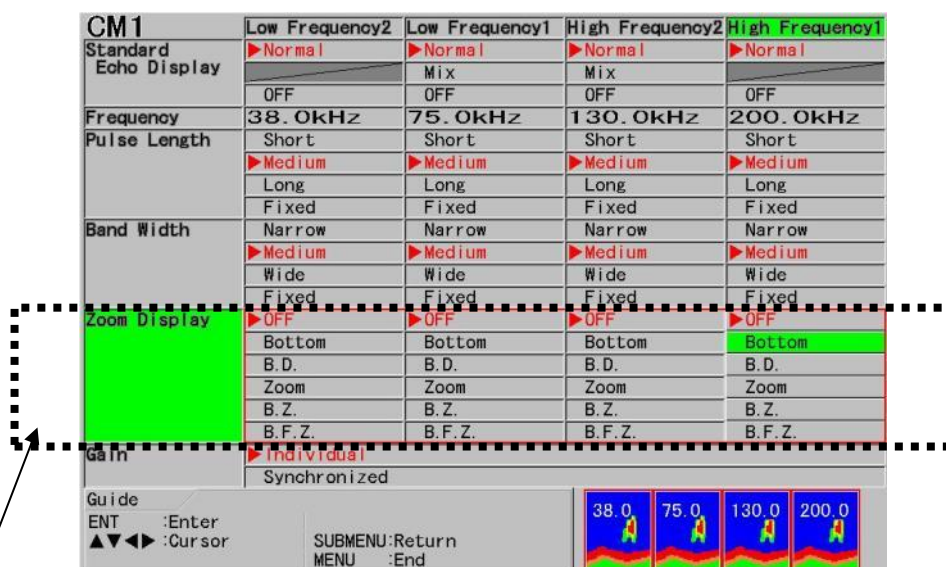 CM1 Low Frequency2 Low Frequency1 High Frequency2 High Frequency1
Standard ▶Normal ▶Normal ▶Normal ▶Normal
Echo Display Mix Mix
OFF OFF OFF OFF
Frequency 38.0kHz 75.0kHz 130.0kHz 200.0kHz
Pulse Length Short Short Short Short
▶Medium ▶Medium ▶Medium ▶Medium
Long Long Long Long
Fixed Fixed Fixed Fixed
Band Width Narrow Narrow Narrow Narrow
▶Medium ▶Medium ▶Medium ▶Medium
Wide Wide Wide Wide
Fixed Fixed Fixed Fixed
Zoom Display ▶OFF ▶OFF ▶OFF ▶OFF
Bottom Bottom Bottom Bottom
B.D. B.D. B.D. B.D.
Zoom Zoom Zoom Zoom
B.Z. B.Z. B.Z. B.Z.
B.F.Z. B.F.Z. B.F.Z. B.F.Z.
Gain ▶Individual
Synchronized
Guide
ENT :Enter
▲▼◀▶ :Cursor SUBMENU:Return
MENU :End
38.0 75.0 130.0 200.0